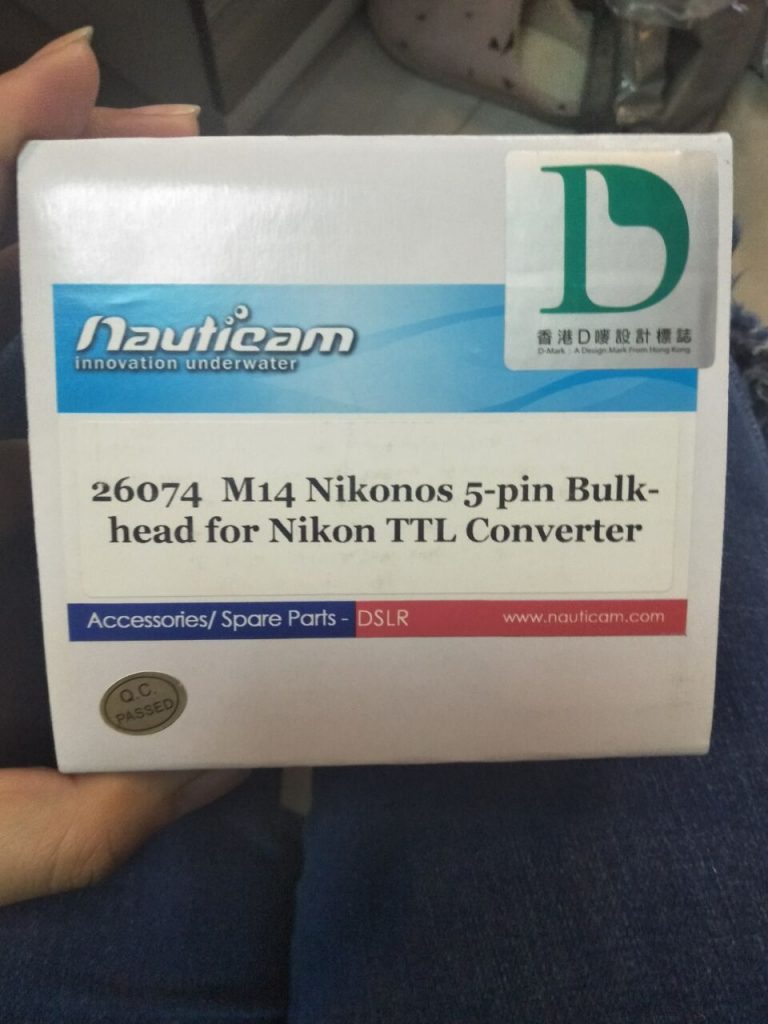 nauticam
innovation underwater
D
香港D嘜設計標誌
D-Mark : A Design Mark From Hong Kong
26074 M14 Nikonos 5-pin Bulk-
head for Nikon TTL Converter
Accessories/ Spare Parts - DSLR
www.nauticam.com
Q.C.
PASSED